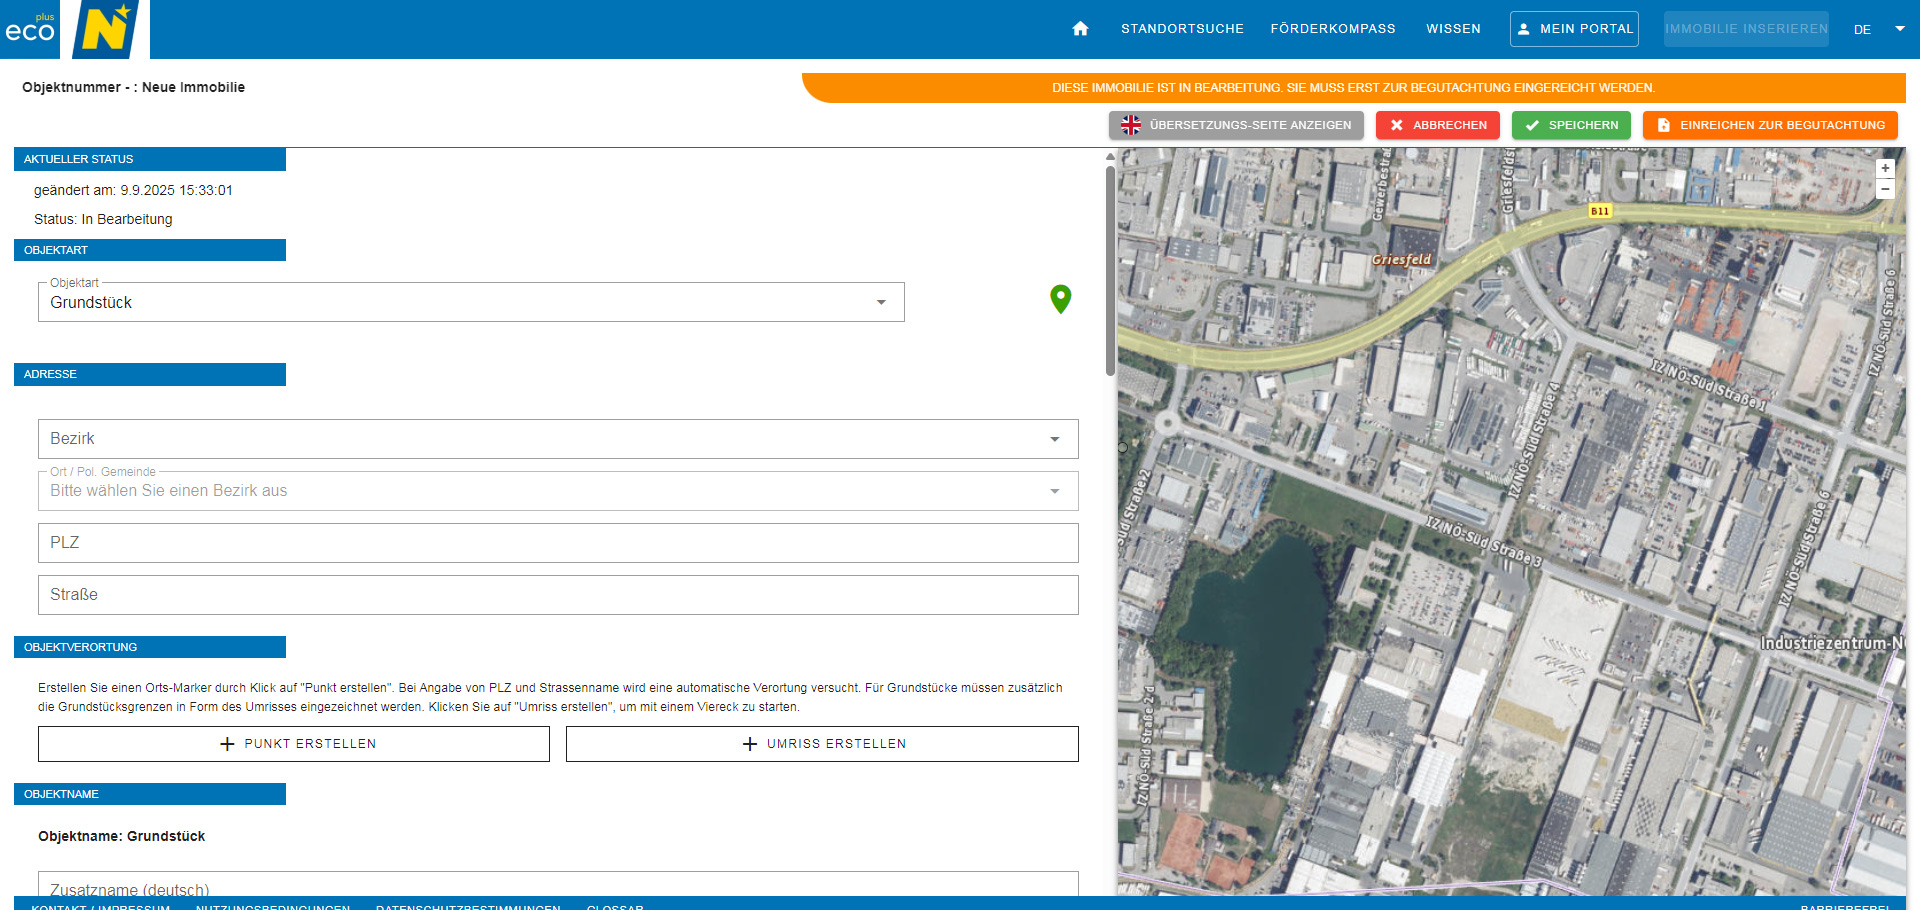 plus
eco
N
STANDORTSUCHE
FÖRDERKOMPASS
WISSEN
MEIN PORTAL
IMMOBILIE INSERIEREN
DE
Objektnummer - : Neue Immobilie
DIESE IMMOBILIE IST IN BEARBEITUNG. SIE MUSS ERST ZUR BEGUTACHTUNG EINGEREICHT WERDEN.
ÜBERSETZUNGS-SEITE ANZEIGEN
ABBRECHEN
SPEICHERN
EINREICHEN ZUR BEGUTACHTUNG
AKTUELLER STATUS
geändert am: 9.9.2025 15:33:01
Status: In Bearbeitung
OBJEKTART
Objektart
Grundstück
ADRESSE
Bezirk
Ort / Pol. Gemeinde
Bitte wählen Sie einen Bezirk aus
PLZ
Straße
OBJEKTVERORTUNG
Erstellen Sie einen Orts-Marker durch Klick auf "Punkt erstellen". Bei Angabe von PLZ und Strassenname wird eine automatische Verortung versucht. Für Grundstücke müssen zusätzlich
die Grundstücksgrenzen in Form des Umrisses eingezeichnet werden. Klicken Sie auf "Umriss erstellen", um mit einem Viereck zu starten.
+ PUNKT ERSTELLEN
+ UMRISS ERSTELLEN
OBJEKTNAME
Objektname: Grundstück
Zusatzname (deutsch)
+
−
B11
Griesfeld
IZ NÖ-Süd Straße 6
IZ NÖ-Süd Straße 1
IZ NÖ-Süd Straße 4
IZ NÖ-Süd Straße 3
IZ NÖ-Süd Straße 6
Süd Straße 2
Industriezentrum-N
IZ NÖ-Süd Straße 2 d
KONTAKT / IMPRESSUM
NUTZUNGSBEDINGUNGEN
DATENSCHUTZBESTIMMUNGEN
GLOSSAR
BARRIEREFREI